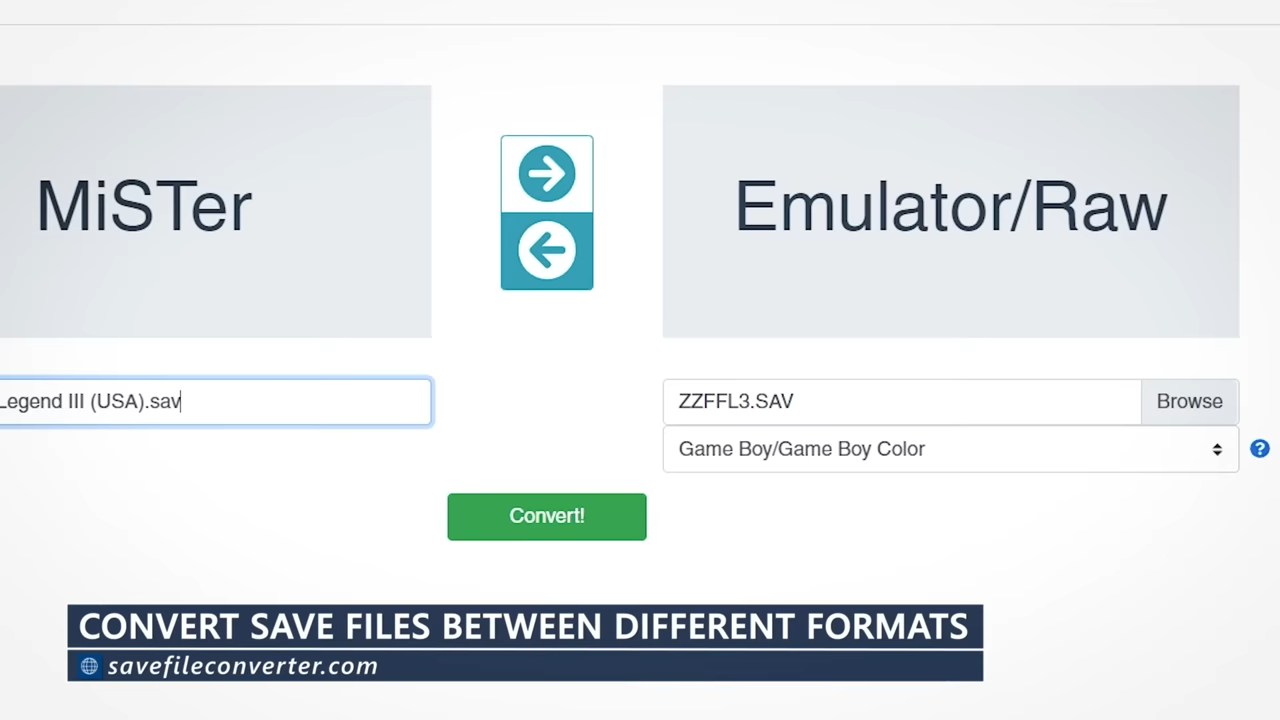 MiSTer
Emulator/Raw
Legend III (USA).sav
ZZFFL3.SAV
Browse
Game Boy/Game Boy Color
?
Convert!
CONVERT SAVE FILES BETWEEN DIFFERENT FORMATS
savefileconverter.com